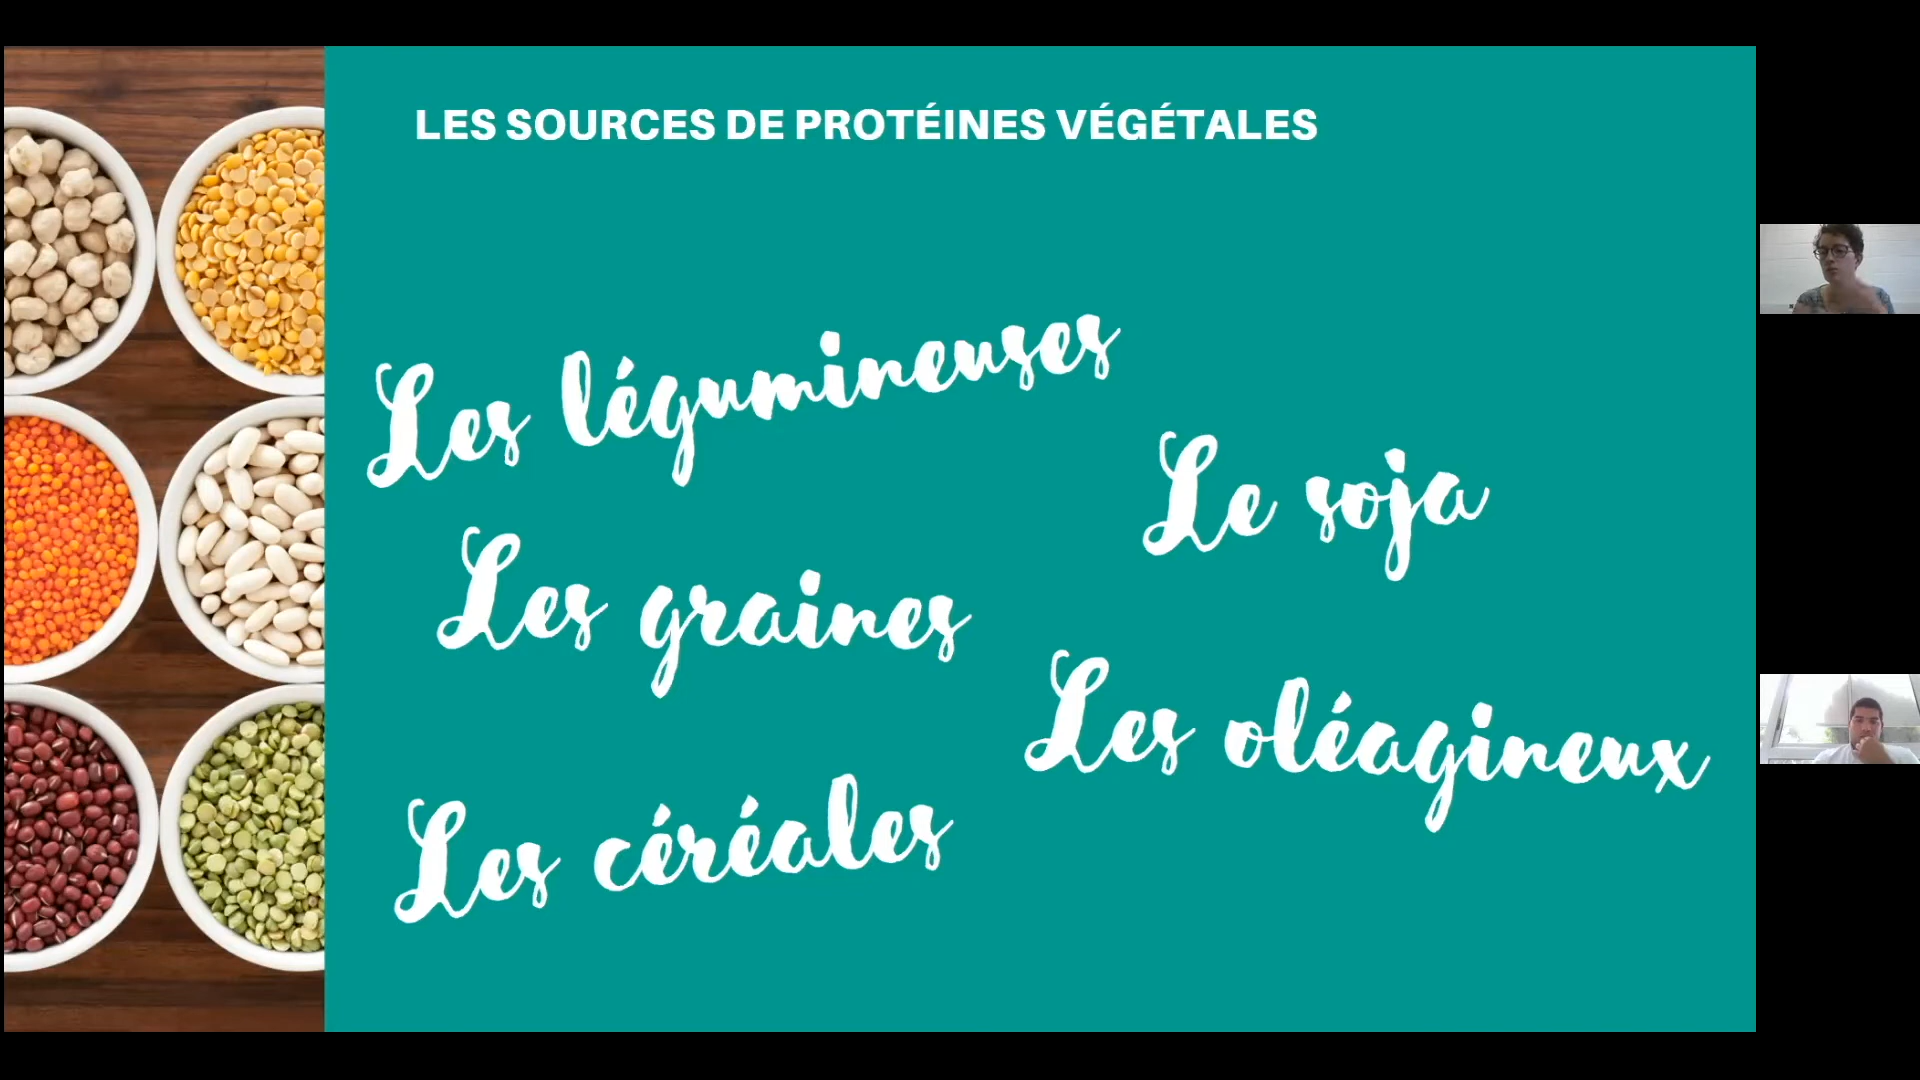 LES SOURCES DE PROTÉINES VÉGÉTALES
Les légumineuses
Le soja
Les graines
Les oléagineux
Les céréales